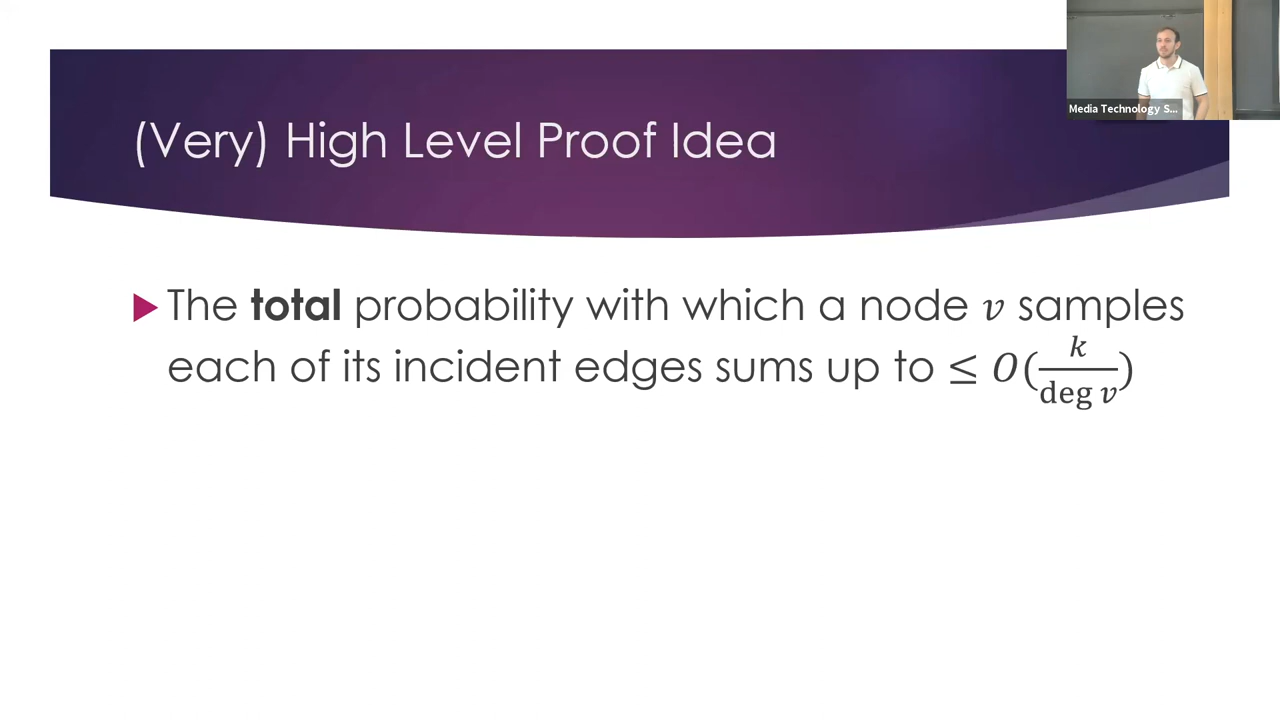 Media Technology S...
(Very) High Level Proof Idea
The total probability with which a node 𝑣 samples
each of its incident edges sums up to ≤ 𝑂(k/deg 𝑣)